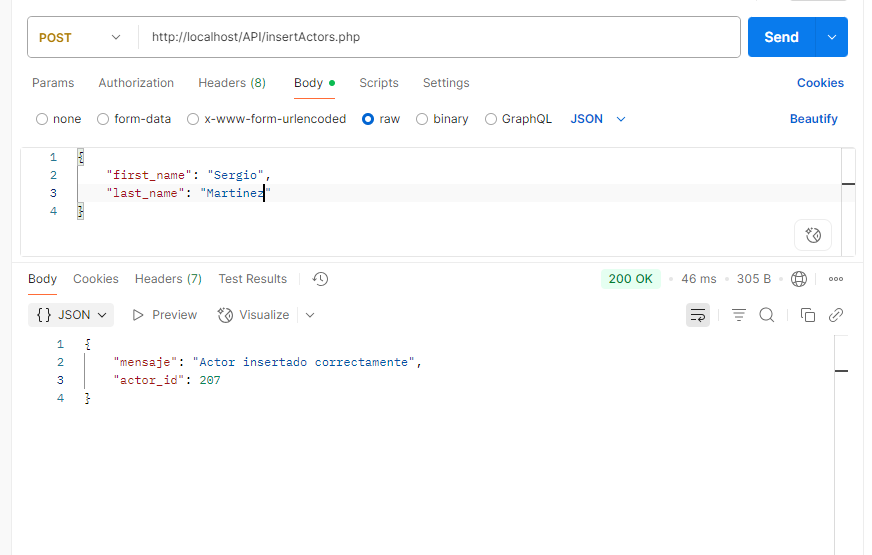 POST http://localhost/API/insertActors.php Send
Params Authorization Headers (8) Body Scripts Settings Cookies
none form-data x-www-form-urlencoded raw binary GraphQL JSON Beautify
1 {
2 "first_name": "Sergio",
3 "last_name": "Martinez"
4 }
Body Cookies Headers (7) Test Results 200 OK 46 ms 305 B
{} JSON Preview Visualize
1 {
2 "mensaje": "Actor insertado correctamente",
3 "actor_id": 207
4 }